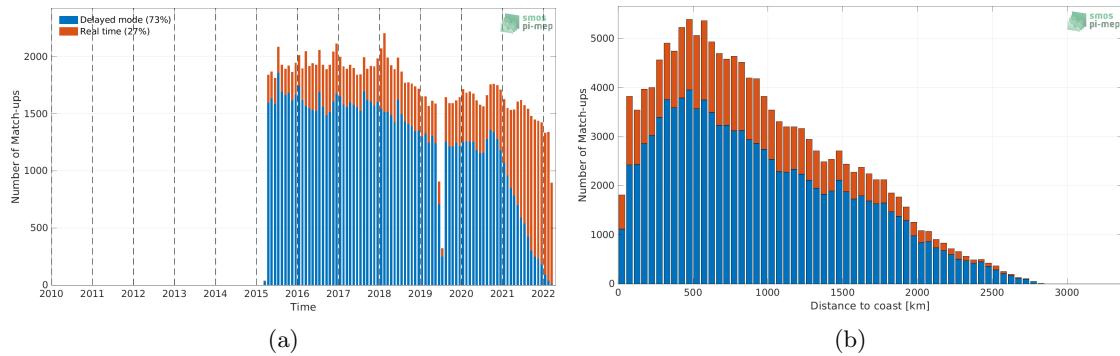 Delayed mode (73%)
Real time (27%)
smos
pi-mep
Number of Match-ups
2000
1500
1000
500
0
2010 2011 2012 2013 2014 2015 2016 2017 2018 2019 2020 2021 2022
Time
(a)
smos
pi-mep
Number of Match-ups
5000
4000
3000
2000
1000
0
0 500 1000 1500 2000 2500 3000
Distance to coast [km]
(b)